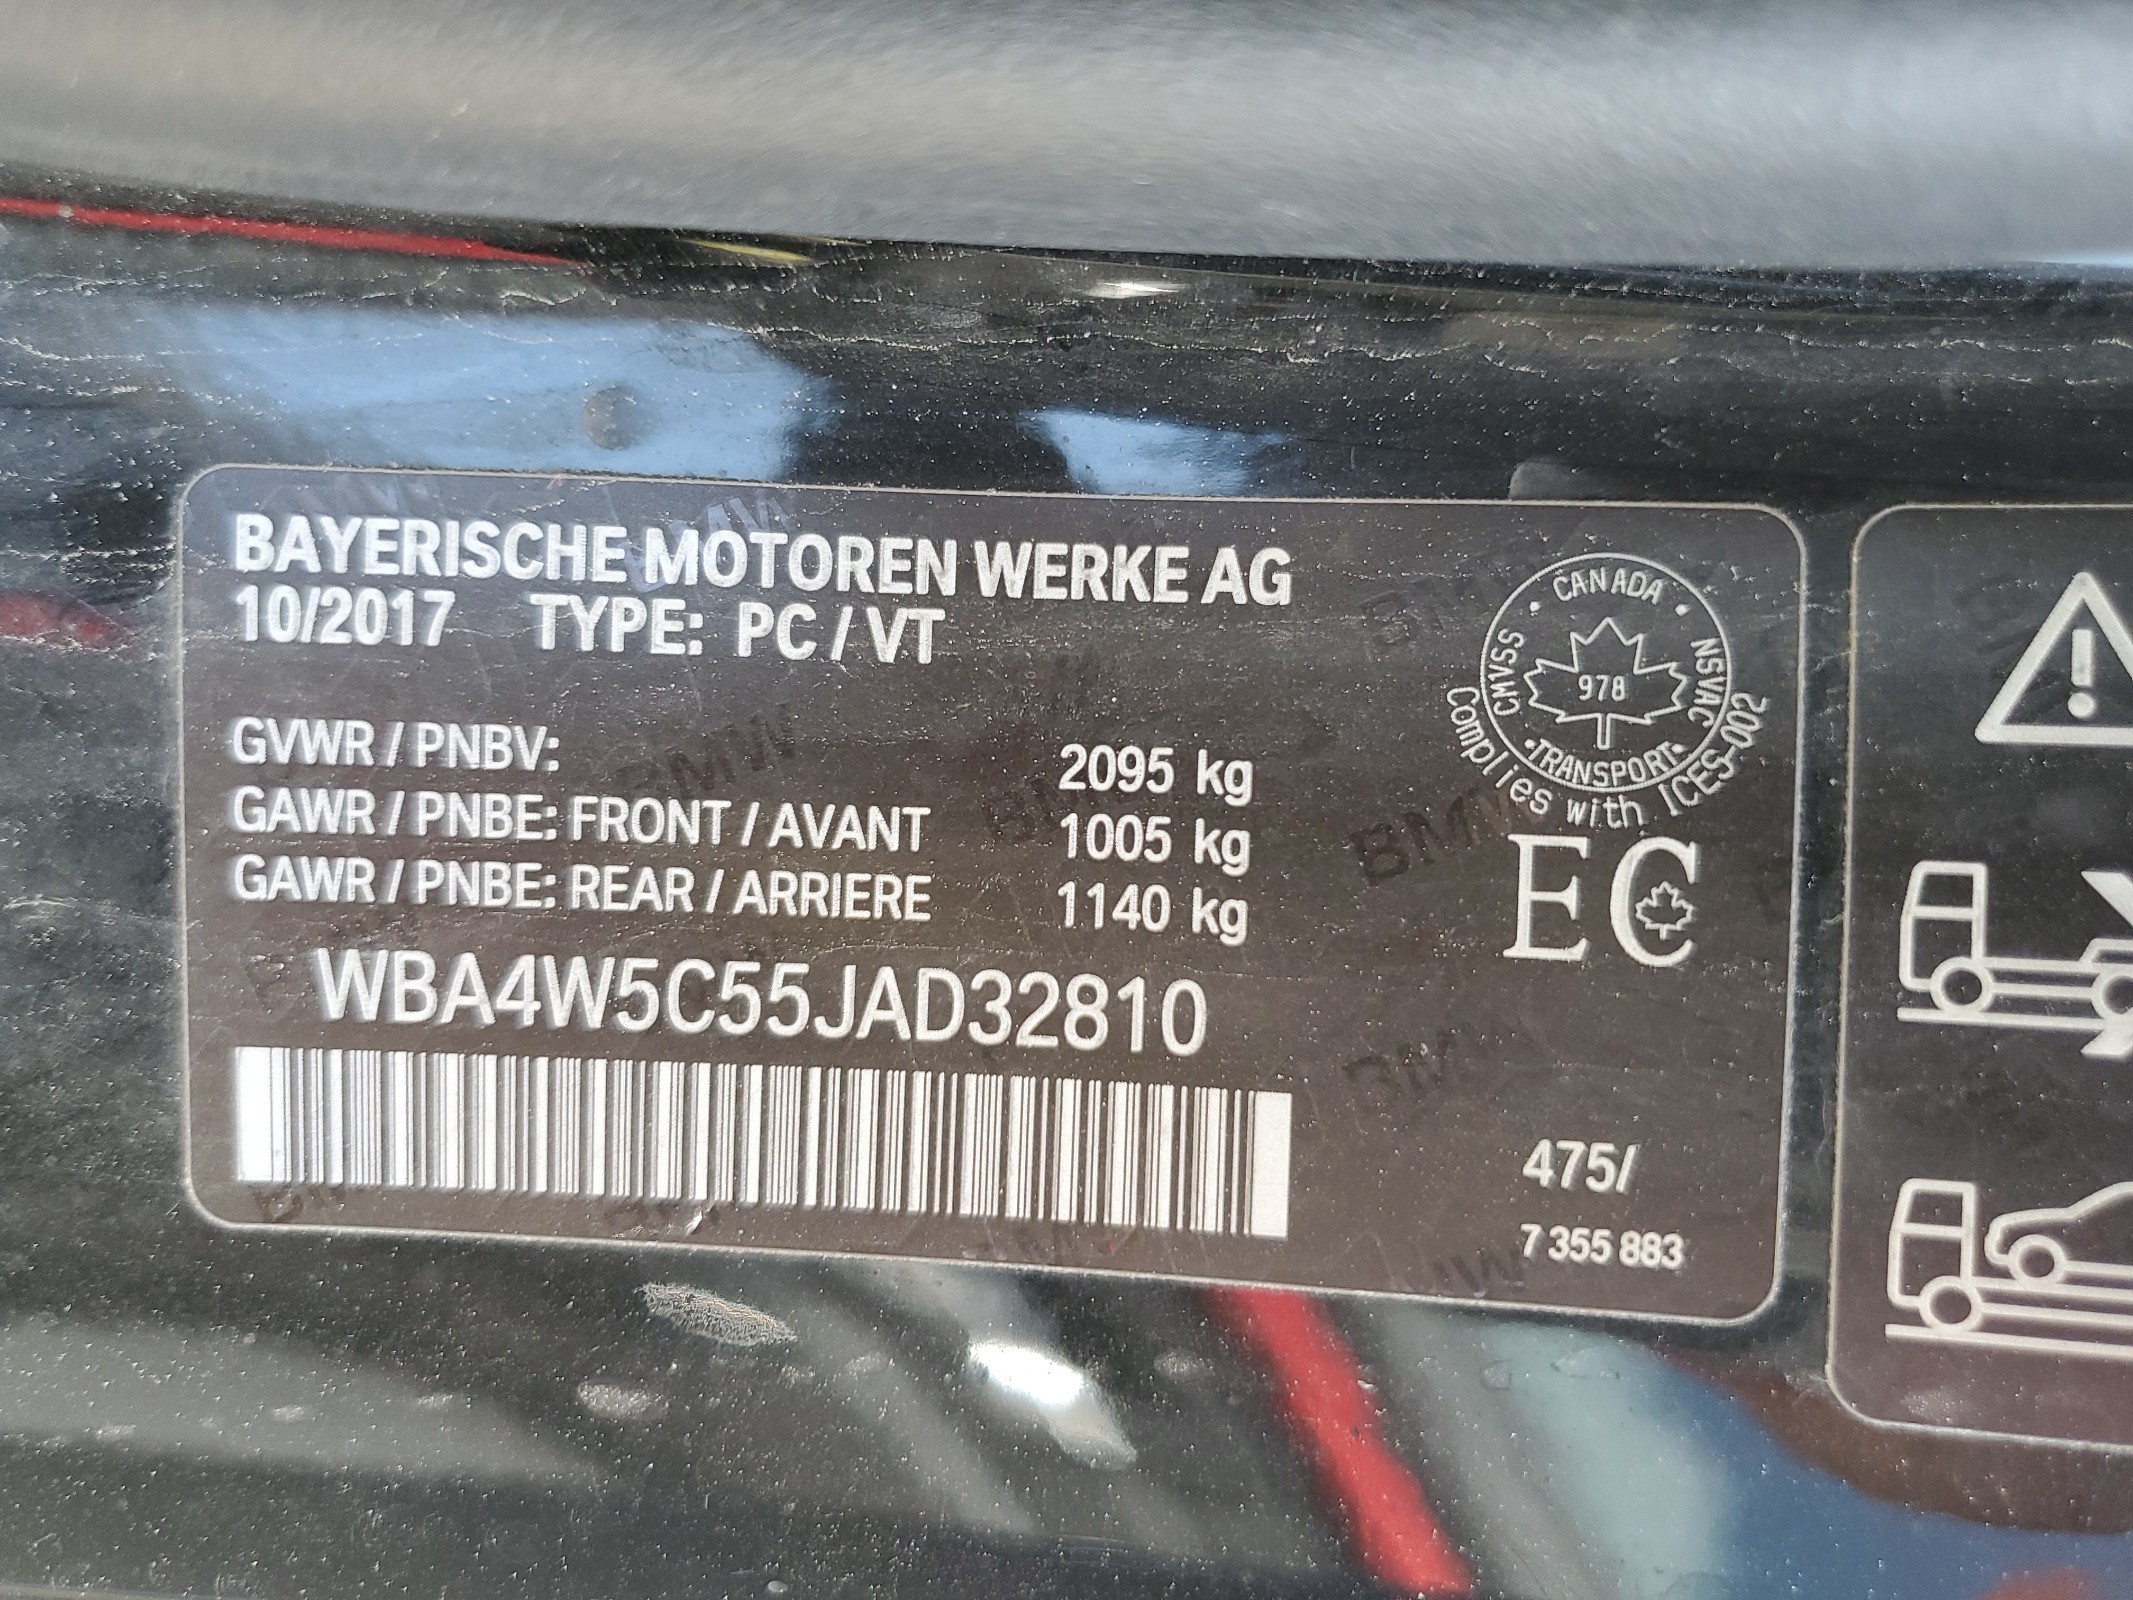 BAYERISCHE MOTOREN WERKE AG
10/2017 TYPE: PC / VT
GVWR / PNBV: 2095 kg
GAWR / PNBE: FRONT / AVANT 1005 kg
GAWR / PNBE: REAR / ARRIERE 1140 kg
WBA4W5C55JAD32810
CANADA
CMVSS
978
NSVAC
TRANSPORT
Complies with ICES-002
EC
475/
7 355 883